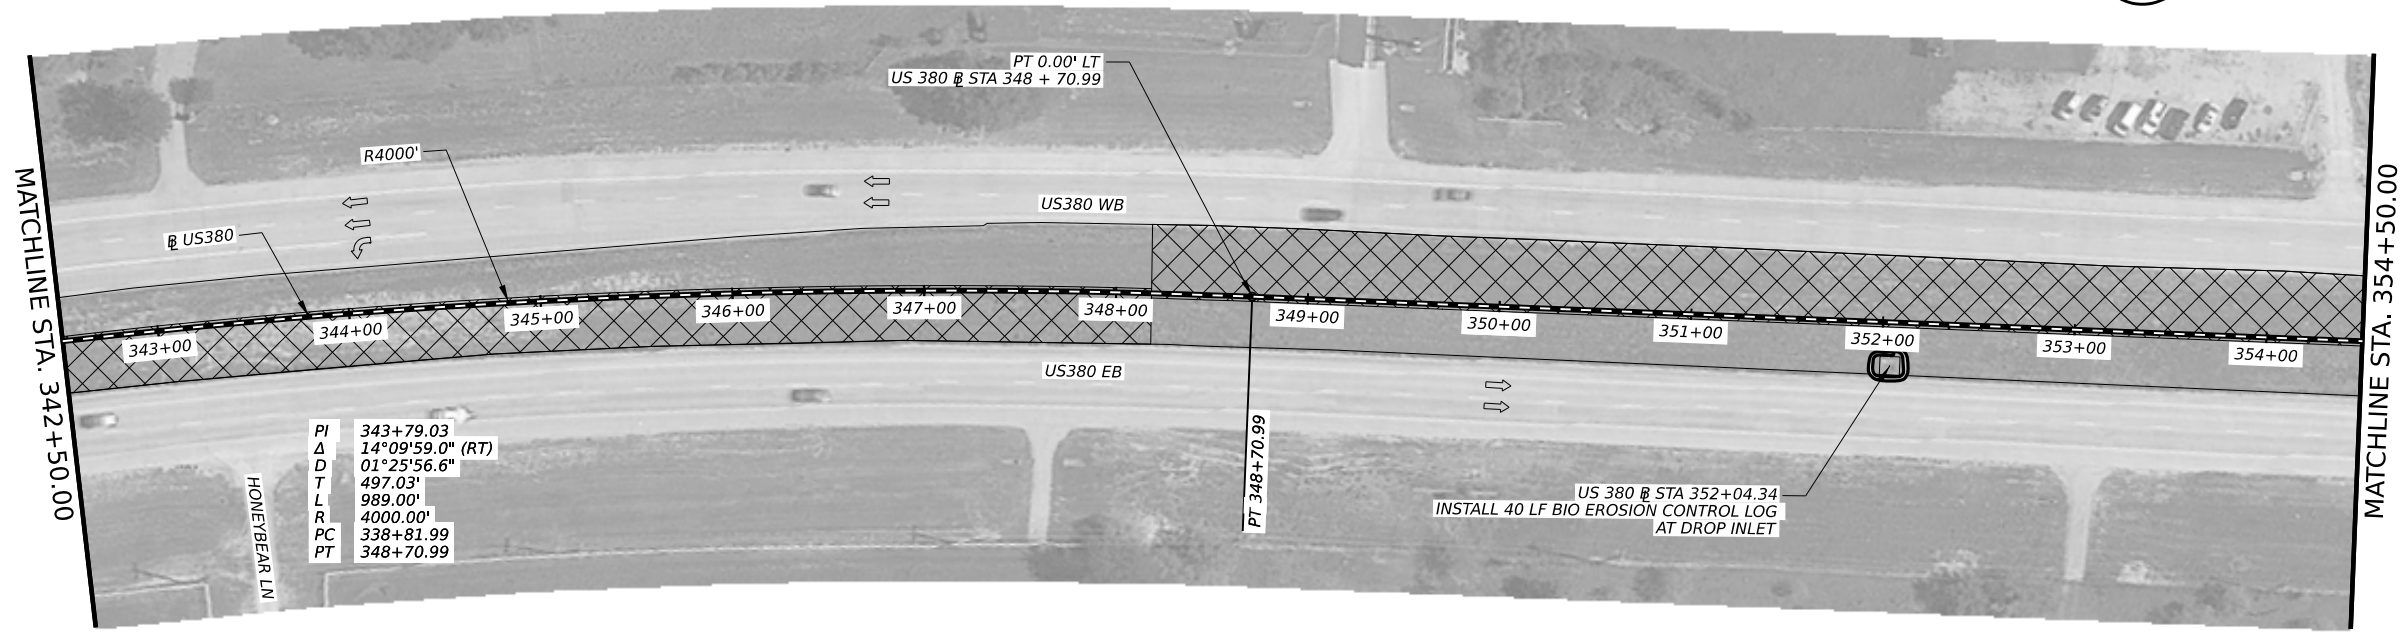 PT 0.00' LT
US 380 BL STA 348 + 70.99
R4000'
BL US380
US380 WB
MATCHLINE STA. 342+50.00
MATCHLINE STA. 354+50.00
343+00
344+00
345+00
346+00
347+00
348+00
349+00
350+00
351+00
352+00
353+00
354+00
US380 EB
PI 343+79.03
Δ 14°09'59.0" (RT)
D 01°25'56.6"
T 497.03'
L 989.00'
R 4000.00'
PC 338+81.99
PT 348+70.99
HONEYBEAR LN
PT 348+70.99
US 380 BL STA 352+04.34
INSTALL 40 LF BIO EROSION CONTROL LOG
AT DROP INLET